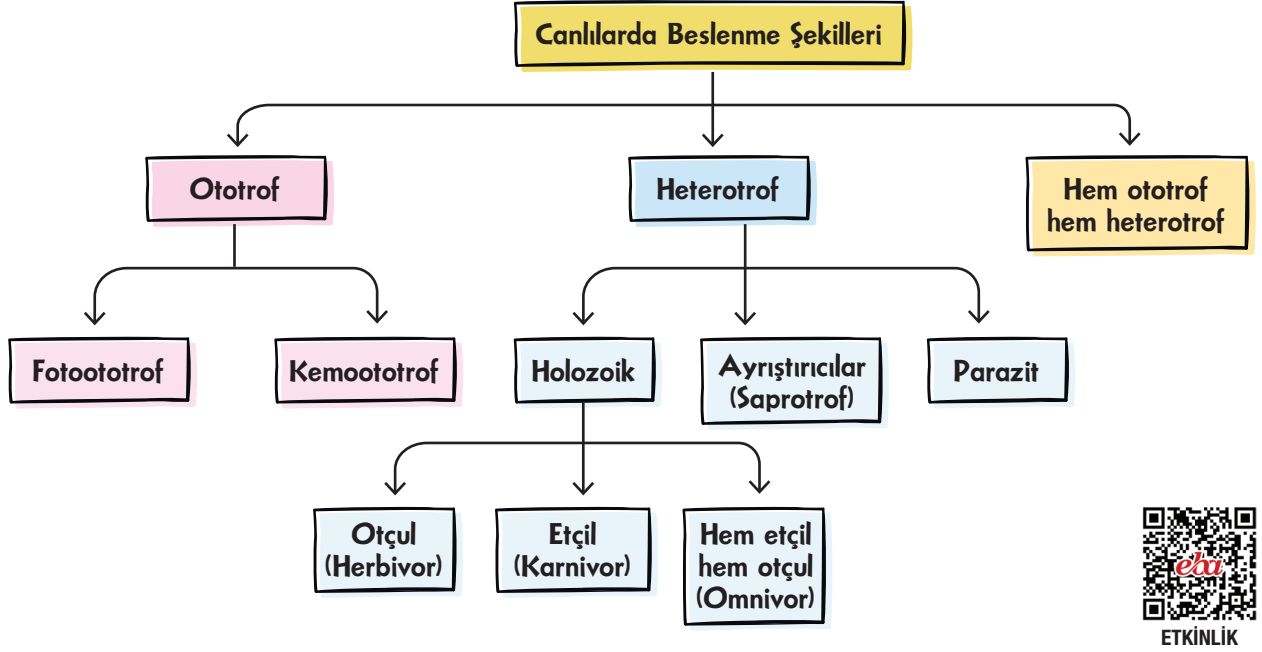 Canlılarda Beslenme Şekilleri
Ototrof
Heterotrof
Hem ototrof
hem heterotrof
Fotoototrof
Kemoototrof
Holozoik
Ayrıştırıcılar
(Saprotrof)
Parazit
Otçul
(Herbivor)
Etçil
(Karnivor)
Hem etçil
hem otçul
(Omnivor)
eba
ETKİNLİK